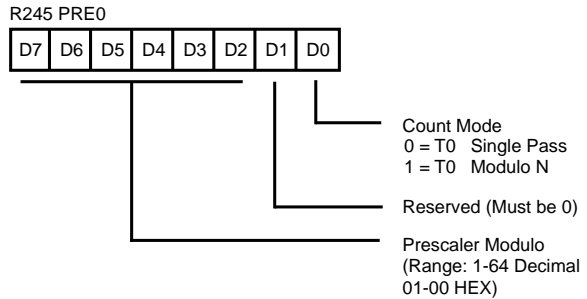 R245 PRE0
D7 D6 D5 D4 D3 D2 D1 D0
Count Mode
0 = T0 Single Pass
1 = T0 Modulo N
Reserved (Must be 0)
Prescaler Modulo
(Range: 1-64 Decimal
01-00 HEX)